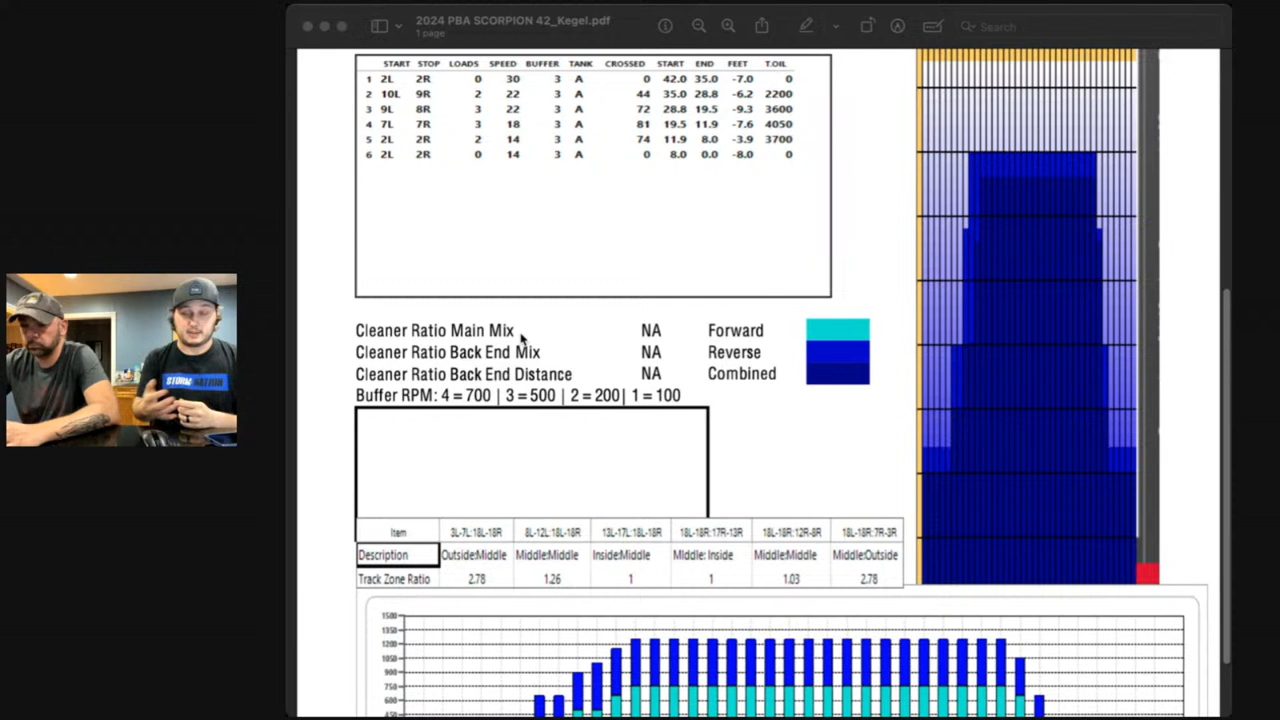 2024 PBA SCORPION 42_Kegel.pdf
1 page
Search
START STOP LOADS SPEED BUFFER TANK CROSSED START END FEET T.OIL
1 2L 2R 0 30 3 A 0 42.0 35.0 -7.0 0
2 10L 9R 2 22 3 A 44 35.0 28.8 -6.2 2200
3 9L 8R 3 22 3 A 72 28.8 19.5 -9.3 3600
4 7L 7R 3 18 3 A 81 19.5 11.9 -7.6 4050
5 2L 2R 2 14 3 A 74 11.9 8.0 -3.9 3700
6 2L 2R 0 14 3 A 0 8.0 0.0 -8.0 0
Cleaner Ratio Main Mix NA Forward
Cleaner Ratio Back End Mix NA Reverse
Cleaner Ratio Back End Distance NA Combined
Buffer RPM: 4 = 700 | 3 = 500 | 2 = 200| 1 = 100
STORM NATION
Item 3L-7L:18L-18R 8L-12L:18L-18R 13L-17L:18L-18R 18L-18R:17R-13R 18L-18R:12R-8R 18L-18R:7R-3R
Description Outside:Middle Middle:Middle Inside:Middle MIddle: Inside Middle:Middle Middle:Outside
Track Zone Ratio 2.78 1.26 1 1 1.03 2.78
1500
1350
1200
1050
900
750
600
450